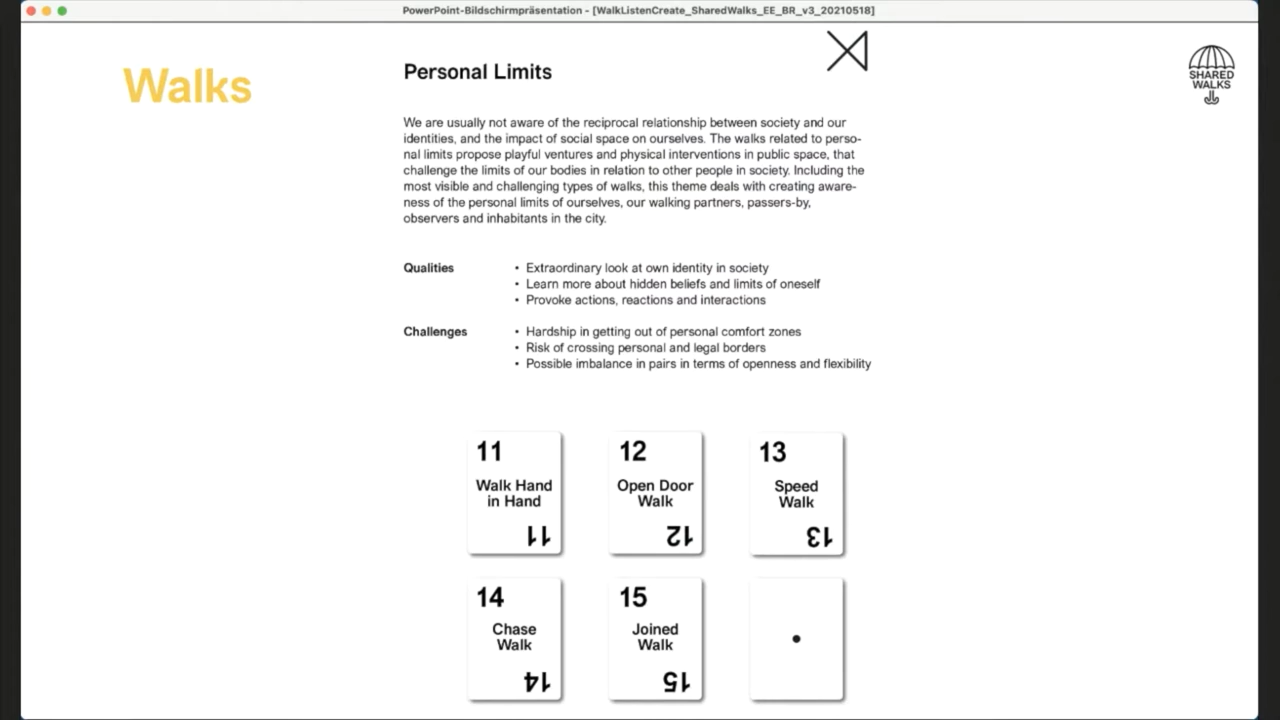 PowerPoint-Bildschirmpräsentation - [WalkListenCreate_SharedWalks_EE_BR_v3_20210518]
Walks
SHARED
WALKS
Personal Limits
We are usually not aware of the reciprocal relationship between society and our
identities, and the impact of social space on ourselves. The walks related to perso-
nal limits propose playful ventures and physical interventions in public space, that
challenge the limits of our bodies in relation to other people in society. Including the
most visible and challenging types of walks, this theme deals with creating aware-
ness of the personal limits of ourselves, our walking partners, passers-by,
observers and inhabitants in the city.
Qualities
• Extraordinary look at own identity in society
• Learn more about hidden beliefs and limits of oneself
• Provoke actions, reactions and interactions
Challenges
• Hardship in getting out of personal comfort zones
• Risk of crossing personal and legal borders
• Possible imbalance in pairs in terms of openness and flexibility
11
Walk Hand
in Hand
11
12
Open Door
Walk
12
13
Speed
Walk
13
14
Chase
Walk
14
15
Joined
Walk
15